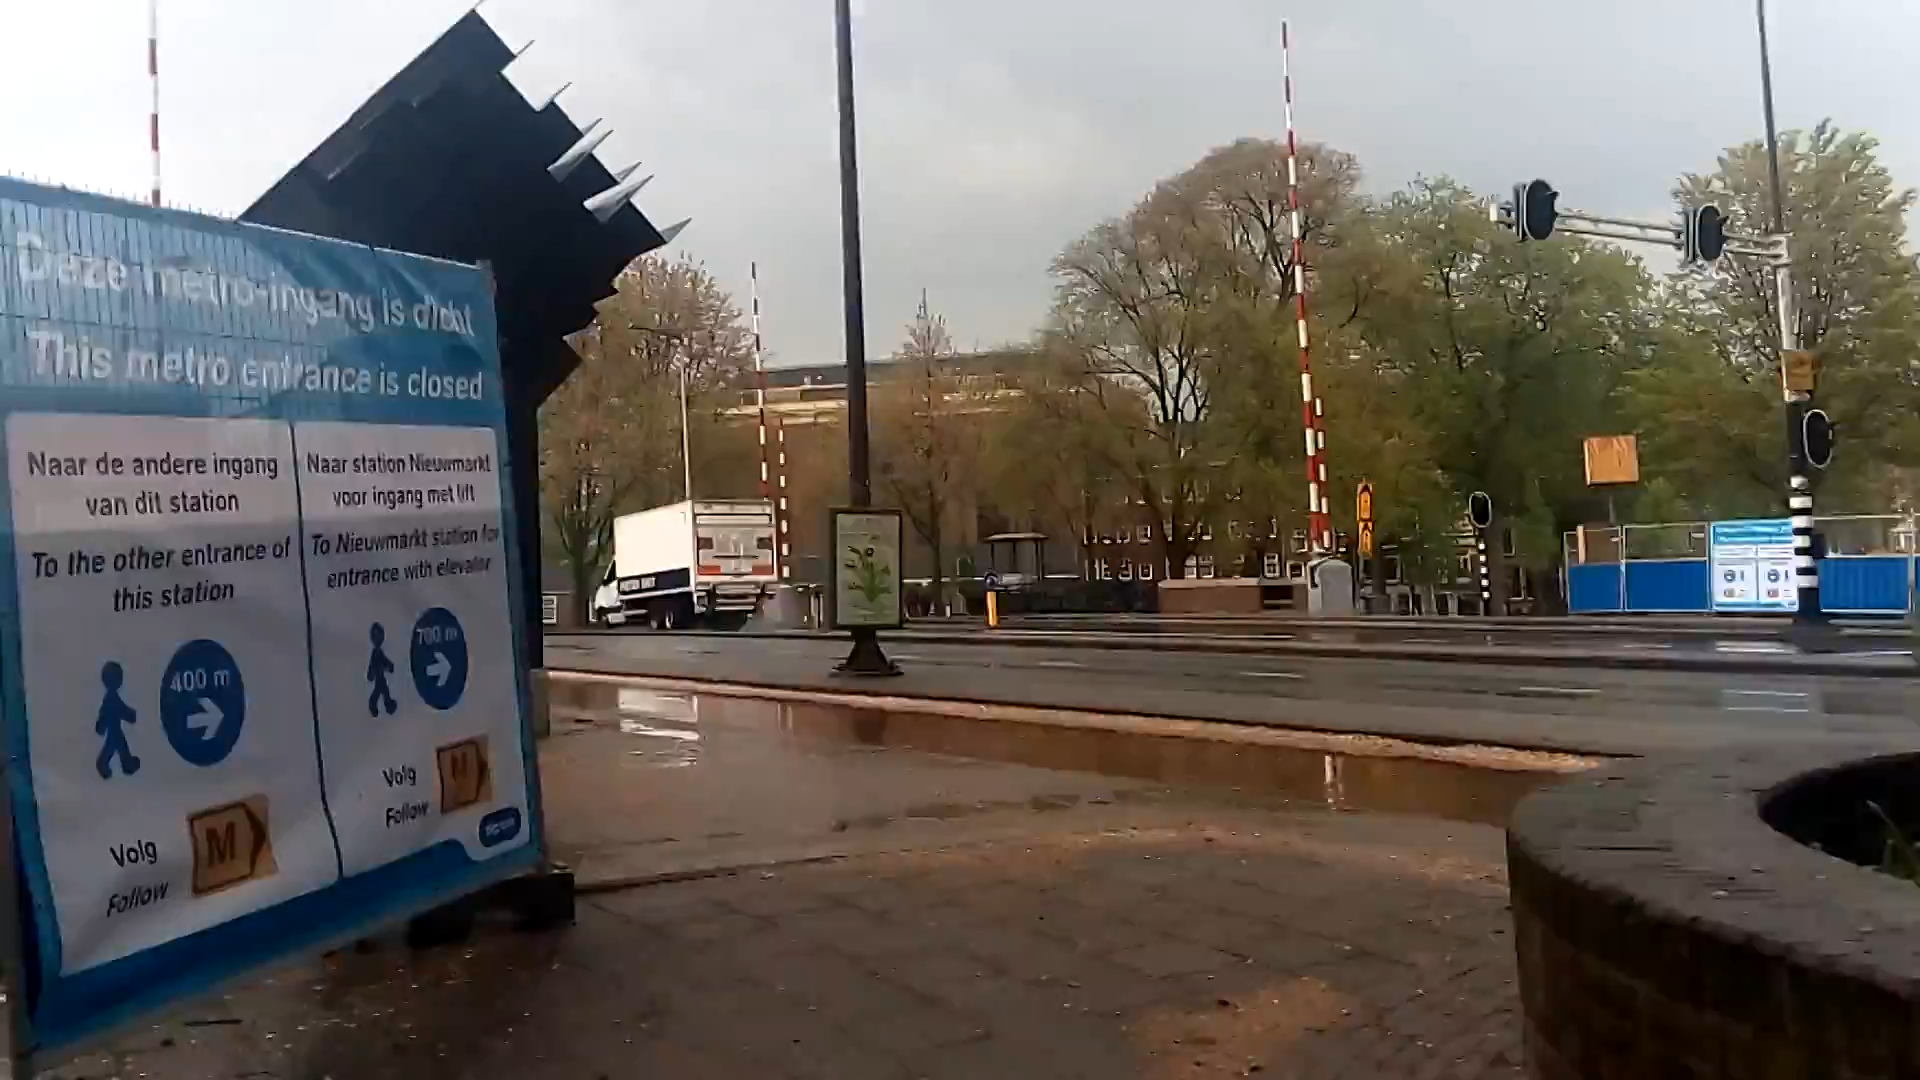 Deze metro-ingang is dicht
This metro entrance is closed
Naar de andere ingang
van dit station
To the other entrance of
this station
400 m
Volg
Follow
M
Naar station Nieuwmarkt
voor ingang met lift
To Nieuwmarkt station for
entrance with elevator
700 m
Volg
Follow
M